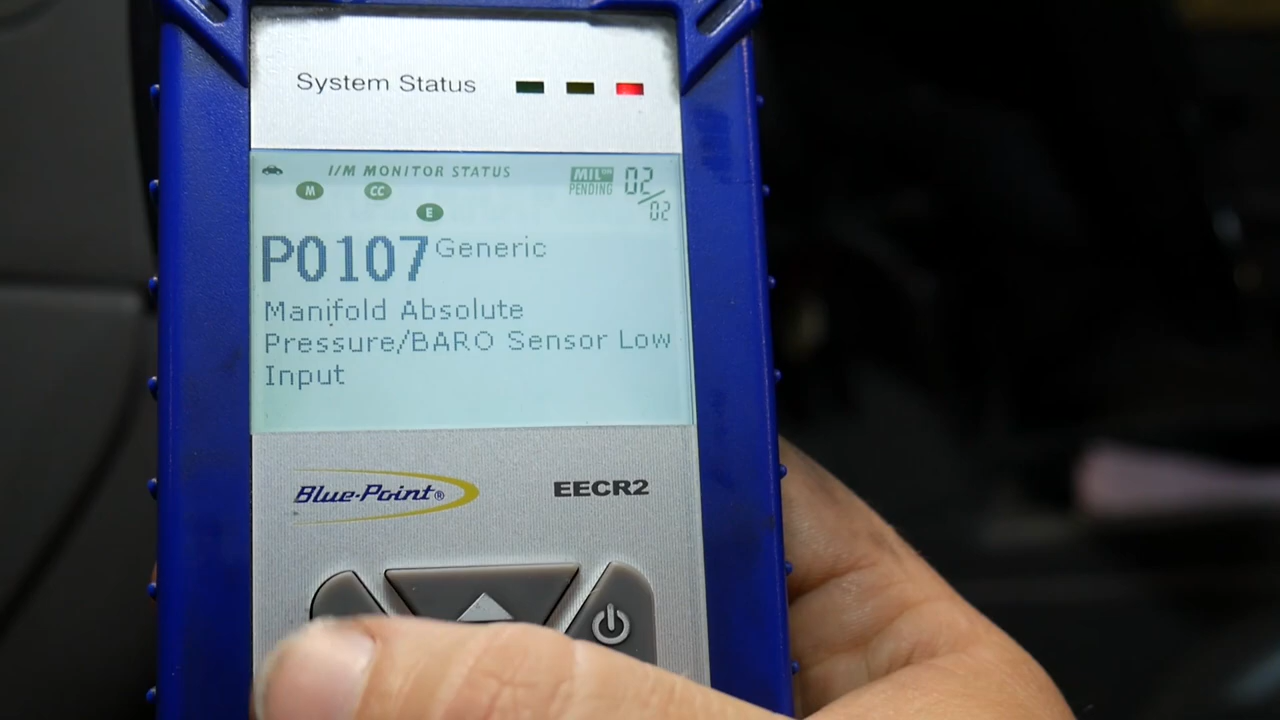 System Status
I/M MONITOR STATUS
MIL ON
M CC
PENDING
02/02
E
P0107 Generic
Manifold Absolute
Pressure/BARO Sensor Low
Input
Blue-Point®
EECR2